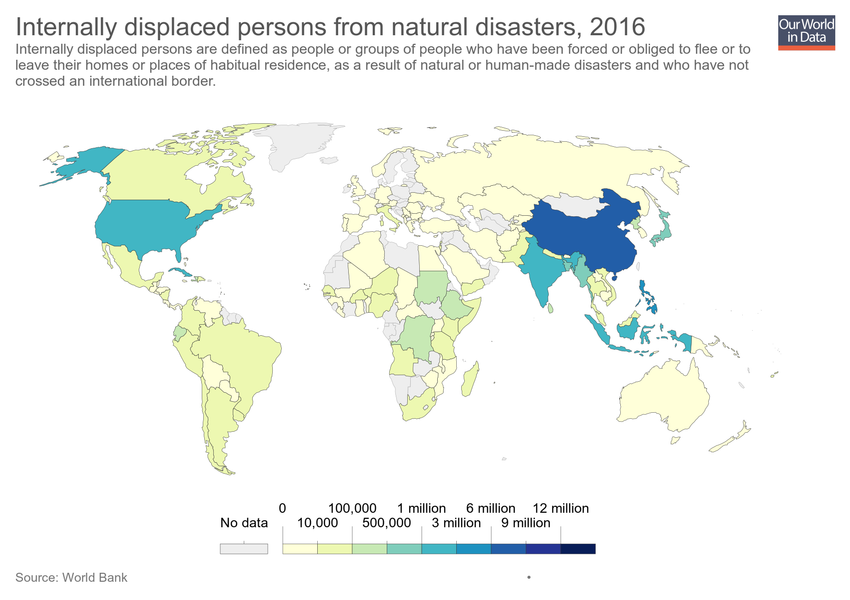 Internally displaced persons from natural disasters, 2016
Our World
in Data
Internally displaced persons are defined as people or groups of people who have been forced or obliged to flee or to
leave their homes or places of habitual residence, as a result of natural or human-made disasters and who have not
crossed an international border.
0 100,000 1 million 6 million 12 million
No data 10,000 500,000 3 million 9 million
Source: World Bank